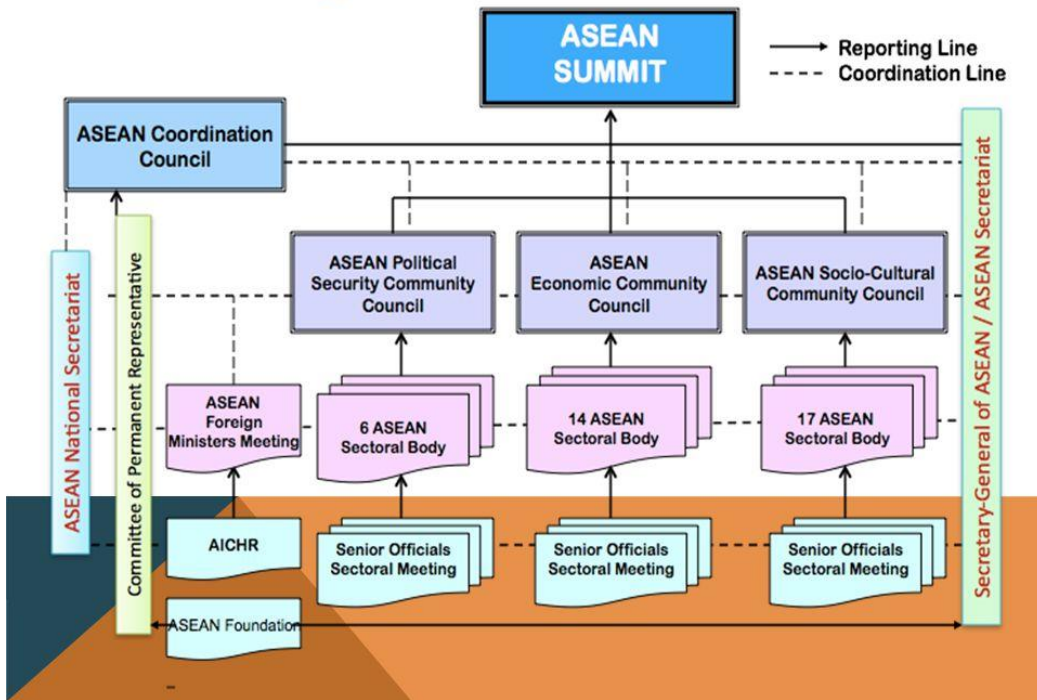 ASEAN
SUMMIT
Reporting Line
Coordination Line
ASEAN Coordination
Council
ASEAN National Secretariat
Committee of Permanent Representative
Secretary-General of ASEAN / ASEAN Secretariat
ASEAN Political
Security Community
Council
ASEAN
Economic Community
Council
ASEAN Socio-Cultural
Community Council
ASEAN
Foreign
Ministers Meeting
6 ASEAN
Sectoral Body
14 ASEAN
Sectoral Body
17 ASEAN
Sectoral Body
AICHR
Senior Officials
Sectoral Meeting
Senior Officials
Sectoral Meeting
Senior Officials
Sectoral Meeting
ASEAN Foundation